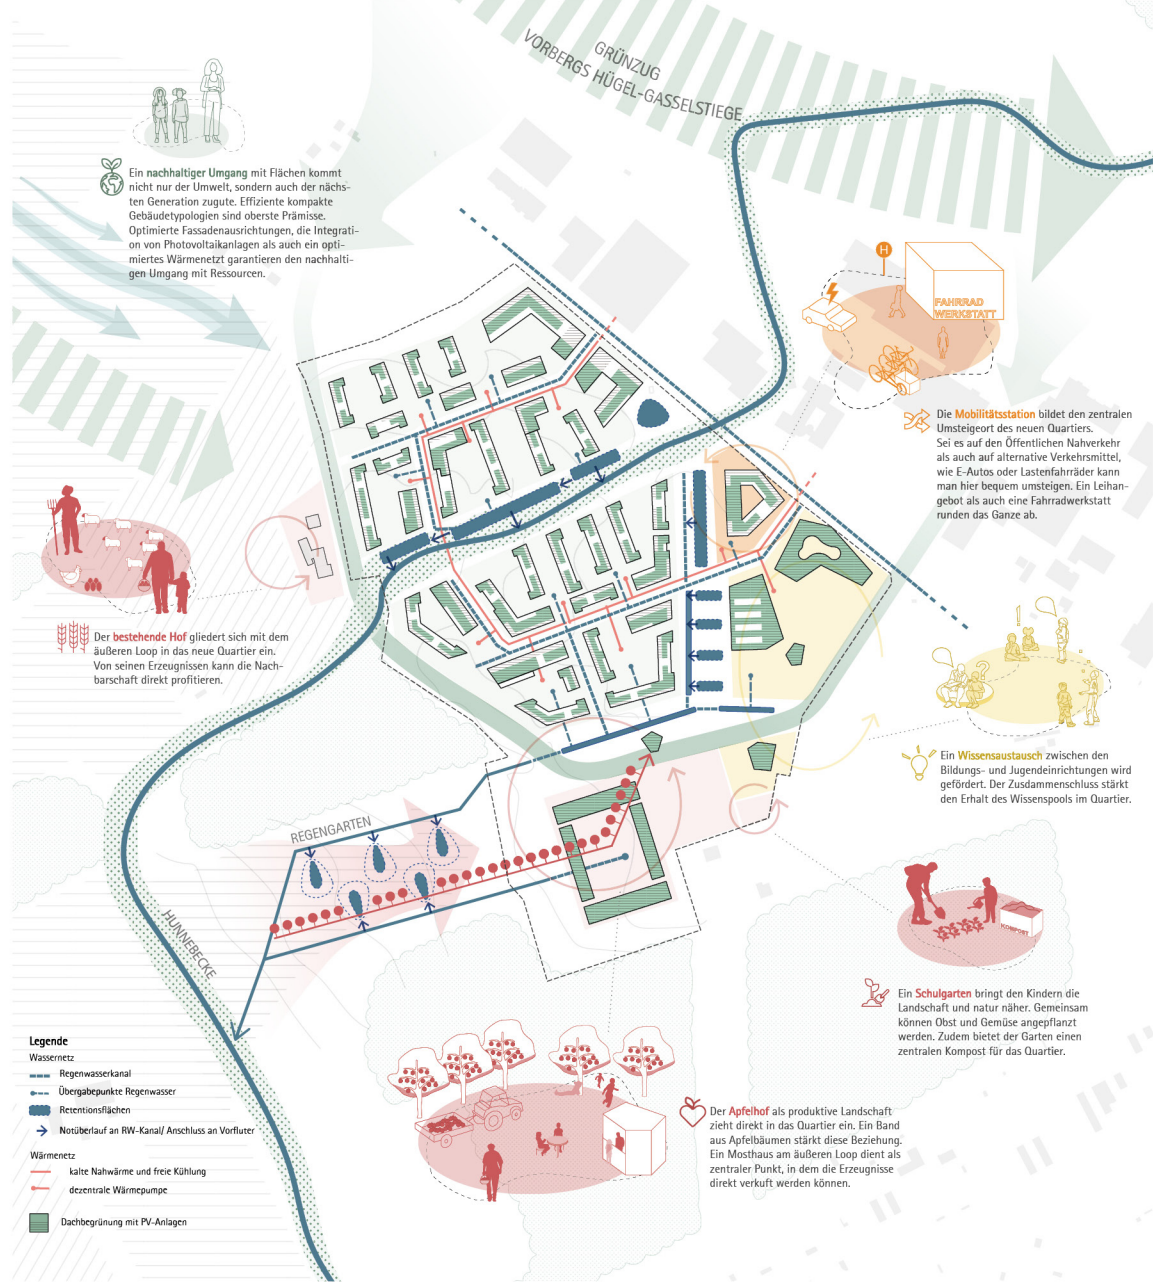 GRÜNZUG
VORBERGS HÜGEL-GASSELSTIEGE
Ein nachhaltiger Umgang mit Flächen kommt
nicht nur der Umwelt, sondern auch der nächs-
ten Generation zugute. Effiziente kompakte
Gebäudetypologien sind oberste Prämisse.
Optimierte Fassadenausrichtungen, die Integrati-
on von Photovoltaikanlagen als auch ein opti-
miertes Wärmenetzt garantieren den nachhalti-
gen Umgang mit Ressourcen.
H
FAHRRAD
WERKSTATT
Die Mobilitätsstation bildet den zentralen
Umsteigeort des neuen Quartiers.
Sei es auf den Öffentlichen Nahverkehr
als auch auf alternative Verkehrsmittel,
wie E-Autos oder Lastenfahrräder kann
man hier bequem umsteigen. Ein Leihan-
gebot als auch eine Fahrradwerkstatt
runden das Ganze ab.
Der bestehende Hof gliedert sich mit dem
äußeren Loop in das neue Quartier ein.
Von seinen Erzeugnissen kann die Nach-
barschaft direkt profitieren.
Ein Wissensaustausch zwischen den
Bildungs- und Jugendeinrichtungen wird
gefördert. Der Zusdammenschluss stärkt
den Erhalt des Wissenspools im Quartier.
REGENGARTEN
HUNNEBECKE
KOMPOST
Ein Schulgarten bringt den Kindern die
Landschaft und natur näher. Gemeinsam
können Obst und Gemüse angepflanzt
werden. Zudem bietet der Garten einen
zentralen Kompost für das Quartier.
Der Apfelhof als produktive Landschaft
zieht direkt in das Quartier ein. Ein Band
aus Apfelbäumen stärkt diese Beziehung.
Ein Mosthaus am äußeren Loop dient als
zentraler Punkt, in dem die Erzeugnisse
direkt verkuft werden können.
Legende
Wassernetz
Regenwasserkanal
Übergabepunkte Regenwasser
Retentionsflächen
Notüberlauf an RW-Kanal/ Anschluss an Vorfluter
Wärmenetz
kalte Nahwärme und freie Kühlung
dezentrale Wärmepumpe
Dachbegrünung mit PV-Anlagen